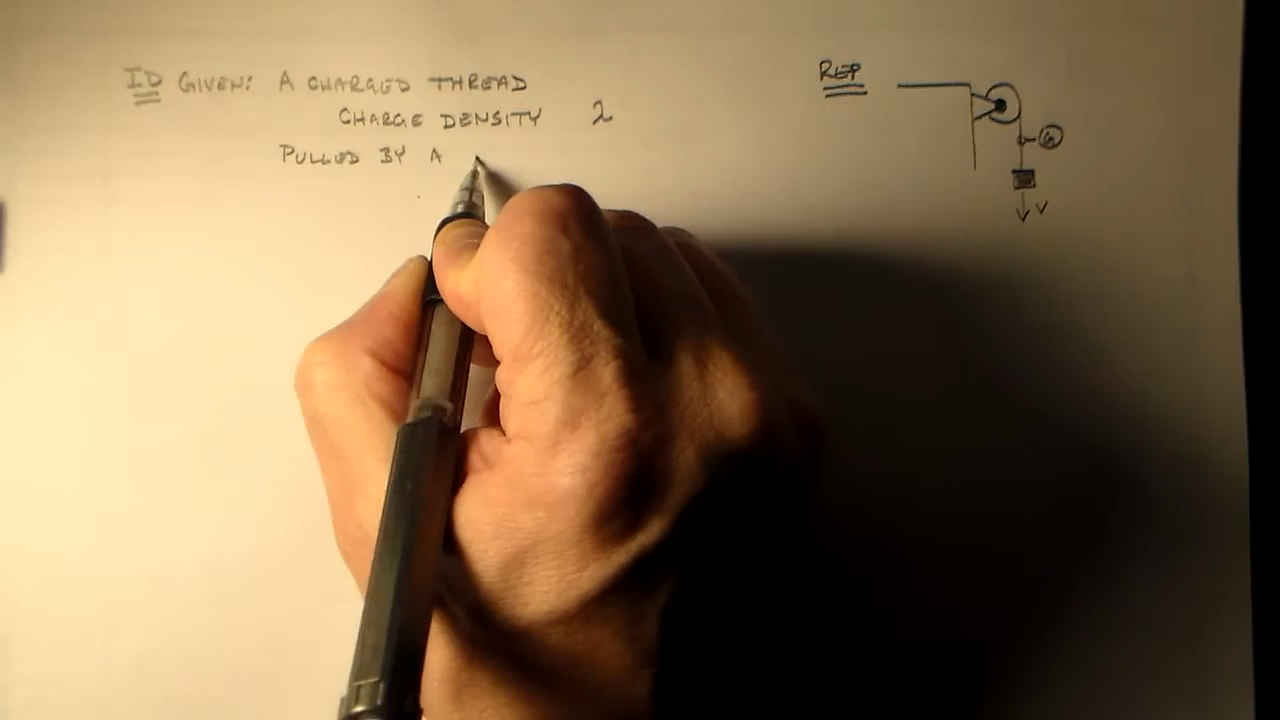 ID GIVEN: A CHARGED THREAD
CHARGE DENSITY λ
PULLED BY A
REP
G
V